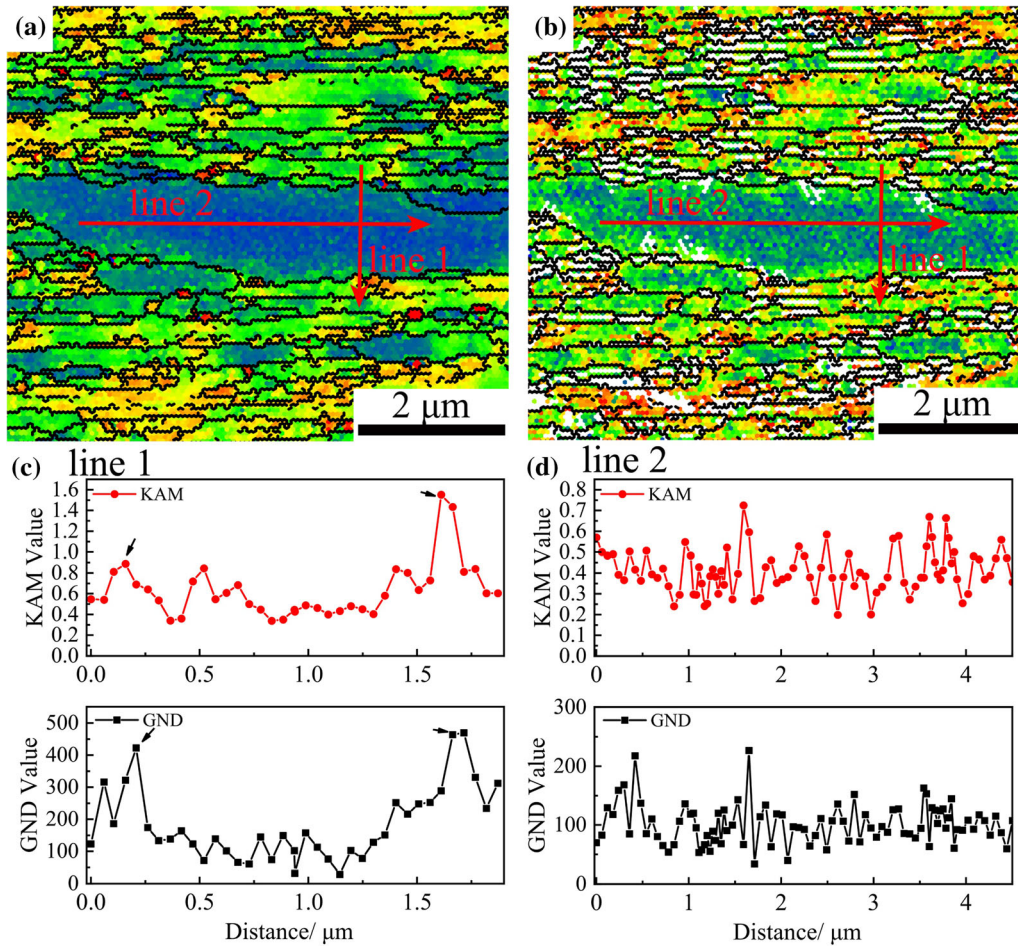 (a)
(b)
line 2
line 1
2 μm
line 2
line 1
2 μm
(c) line 1
KAM Value
1.6
1.4
1.2
1.0
0.8
0.6
0.4
0.2
0.0
KAM
0.0 0.5 1.0 1.5
GND Value
500
400
300
200
100
0
GND
0.0 0.5 1.0 1.5
Distance/ μm
(d) line 2
KAM Value
0.8
0.7
0.6
0.5
0.4
0.3
0.2
0.1
0.0
KAM
0 1 2 3 4
GND Value
300
200
100
0
GND
0 1 2 3 4
Distance/ μm